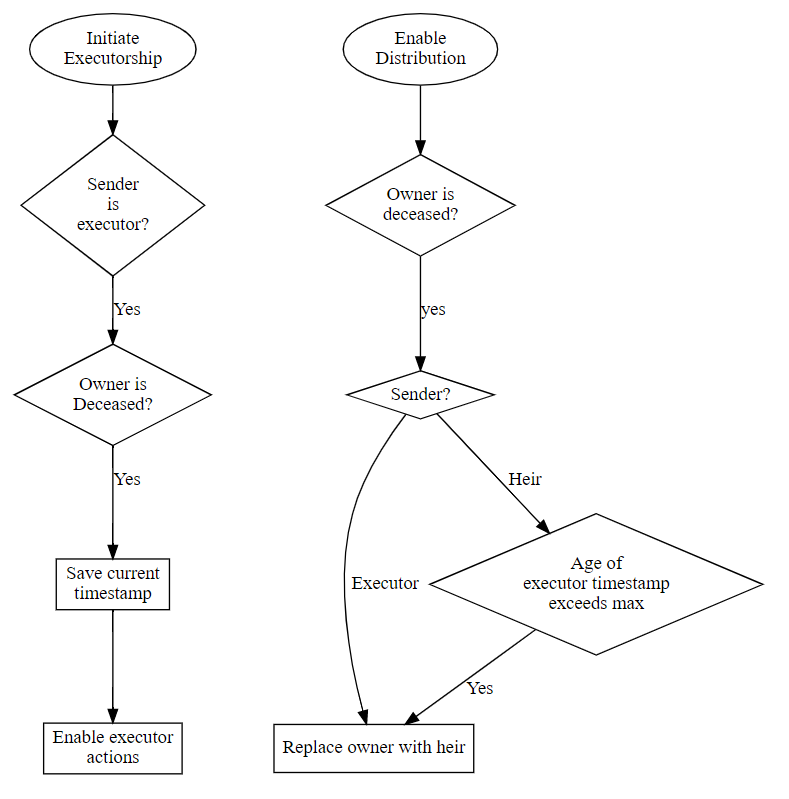 Initiate
Executorship
Sender
is
executor?
Yes
Owner is
Deceased?
Yes
Save current
timestamp
Enable executor
actions
Enable
Distribution
Owner is
deceased?
yes
Sender?
Heir
Executor
Age of
executor timestamp
exceeds max
Yes
Replace owner with heir